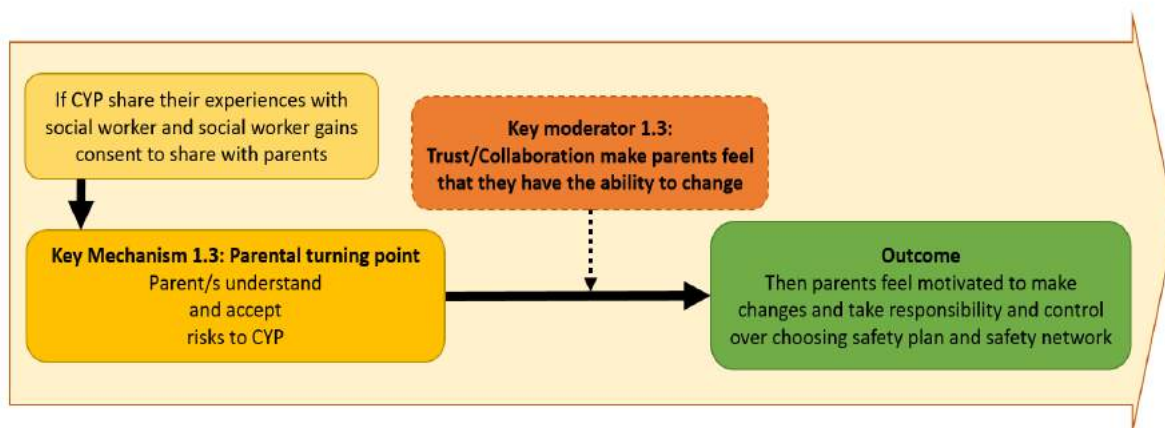 If CYP share their experiences with
social worker and social worker gains
consent to share with parents
Key moderator 1.3:
Trust/Collaboration make parents feel
that they have the ability to change
Key Mechanism 1.3: Parental turning point
Parent/s understand
and accept
risks to CYP
Outcome
Then parents feel motivated to make
changes and take responsibility and control
over choosing safety plan and safety network